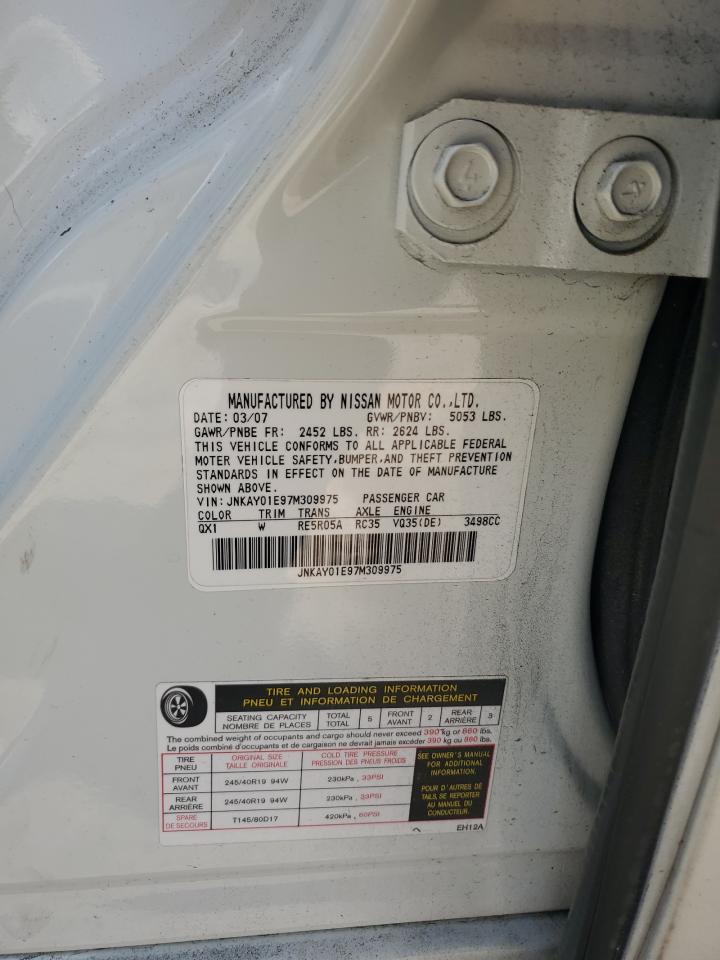 4
4
MANUFACTURED BY NISSAN MOTOR CO.,LTD.
DATE: 03/07 GVWR/PNBV: 5053 LBS.
GAWR/PNBE FR: 2452 LBS. RR: 2624 LBS.
THIS VEHICLE CONFORMS TO ALL APPLICABLE FEDERAL
MOTER VEHICLE SAFETY,BUMPER,AND THEFT PREVENTION
STANDARDS IN EFFECT ON THE DATE OF MANUFACTURE
SHOWN ABOVE.
VIN: JNKAY01E97M309975 PASSENGER CAR
COLOR TRIM TRANS AXLE ENGINE
QX1 W RE5R05A RC35 VQ35(DE) 3498CC
JNKAY01E97M309975
TIRE AND LOADING INFORMATION
PNEU ET INFORMATION DE CHARGEMENT
SEATING CAPACITY TOTAL 5 FRONT 2 REAR 3
NOMBRE DE PLACES TOTAL AVANT ARRIÈRE
The combined weight of occupants and cargo should never exceed 390 kg or 860 lbs.
Le poids combiné d'occupants et de cargaison ne devrait jamais excéder 390 kg ou 860 lbs.
TIRE ORIGINAL SIZE COLD TIRE PRESSURE
PNEU TAILLE ORIGINALE PRESSION DES PNEUS FROIDS
FRONT
AVANT 245/40R19 94W 230kPa , 33PSI
REAR
ARRIÈRE 245/40R19 94W 230kPa , 33PSI
SPARE
DE SECOURS T145/80D17 420kPa , 60PSI
SEE OWNER'S MANUAL
FOR ADDITIONAL
INFORMATION.
POUR PLUS D'AUTRES DE
TAILS, SE REPORTER
AU MANUEL DU
CONDUCTEUR.
EH12A